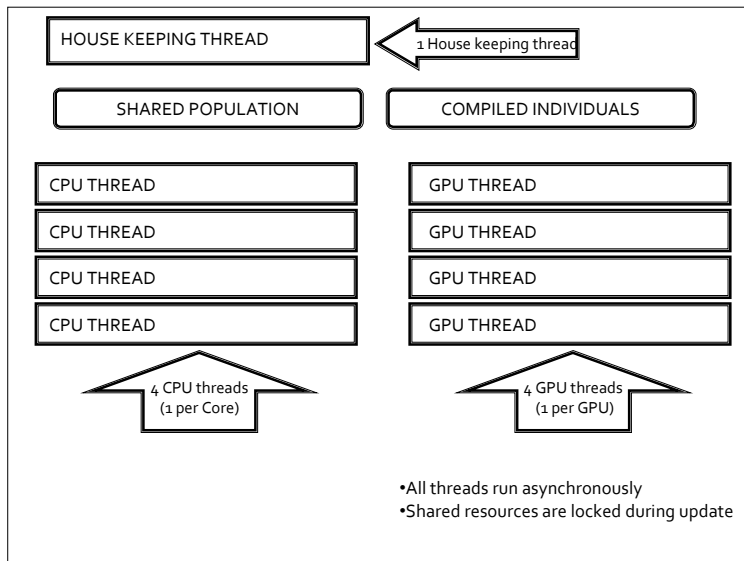 HOUSE KEEPING THREAD
1 House keeping thread
SHARED POPULATION
COMPILED INDIVIDUALS
CPU THREAD
GPU THREAD
CPU THREAD
GPU THREAD
CPU THREAD
GPU THREAD
CPU THREAD
GPU THREAD
4 CPU threads
(1 per Core)
4 GPU threads
(1 per GPU)
•All threads run asynchronously
•Shared resources are locked during update